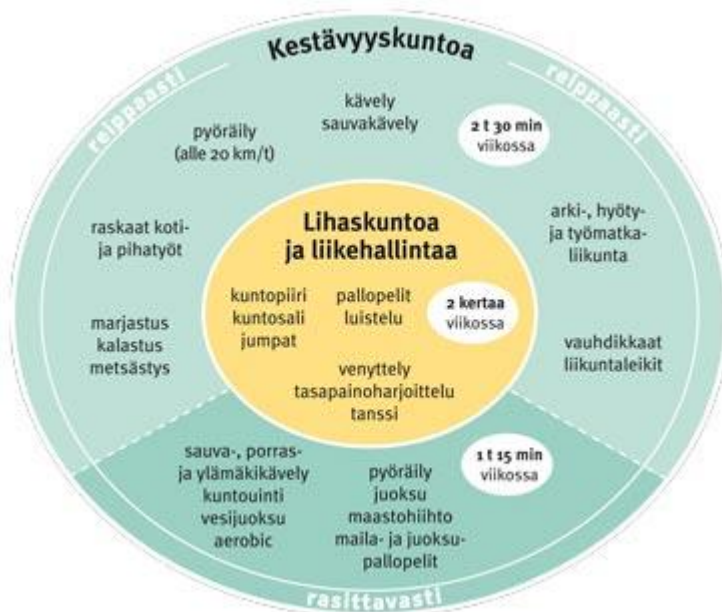 Kestävyyskuntoa
reippaasti
reippaasti
kävely
sauvakävely
2 t 30 min
viikossa
pyöräily
(alle 20 km/t)
raskaat koti-
ja pihatyöt
arki-, hyöty-
ja työmatka-
liikunta
marjastus
kalastus
metsästys
vauhdikkaat
liikuntaleikit
Lihaskuntoa
ja liikehallintaa
kuntopiiri
kuntosali
jumpat
pallopelit
luistelu
2 kertaa
viikossa
venyttely
tasapainoharjoittelu
tanssi
sauva-, porras-
ja ylämäkikävely
kuntouinti
vesijuoksu
aerobic
pyöräily
juoksu
maastohiihto
maila- ja juoksu-
pallopelit
1 t 15 min
viikossa
rasittavasti